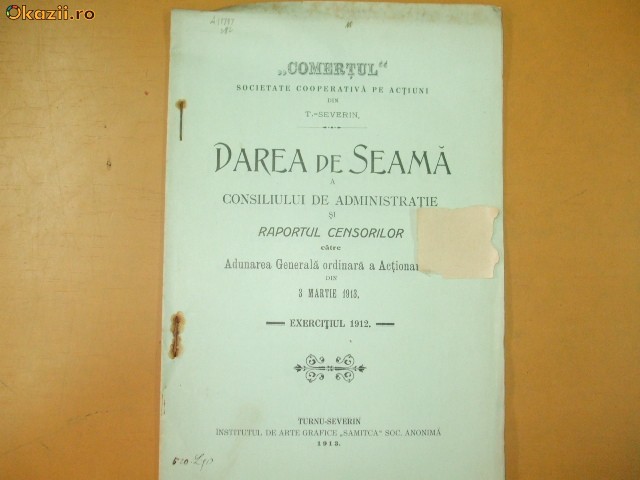 Okazii.ro
„COMERȚUL“
SOCIETATE COOPERATIVĂ PE ACȚIUNI
DIN
T.-SEVERIN.
DAREA DE SEAMĂ
A
CONSILIULUI DE ADMINISTRAȚIE
ȘI
RAPORTUL CENSORILOR
către
Adunarea Generală ordinară a Acționa
DIN
3 MARTIE 1913.
EXERCIȚIUL 1912.
TURNU-SEVERIN
INSTITUTUL DE ARTE GRAFICE „SAMITCA“ SOC. ANONIMĂ
1913.